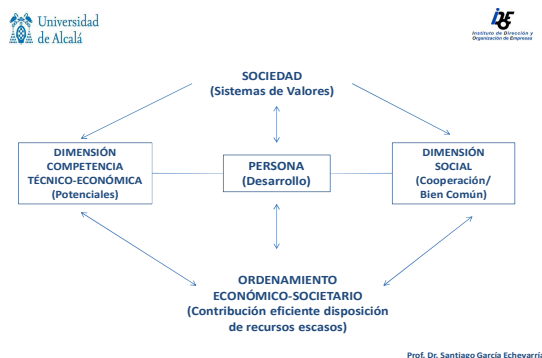 Universidad
de Alcalá
Instituto de Dirección y
Organización de Empresas
SOCIEDAD
(Sistemas de Valores)
DIMENSIÓN
COMPETENCIA
TÉCNICO-ECONÓMICA
(Potenciales)
PERSONA
(Desarrollo)
DIMENSIÓN
SOCIAL
(Cooperación/
Bien Común)
ORDENAMIENTO
ECONÓMICO-SOCIETARIO
(Contribución eficiente disposición
de recursos escasos)
Prof. Dr. Santiago García Echevarría